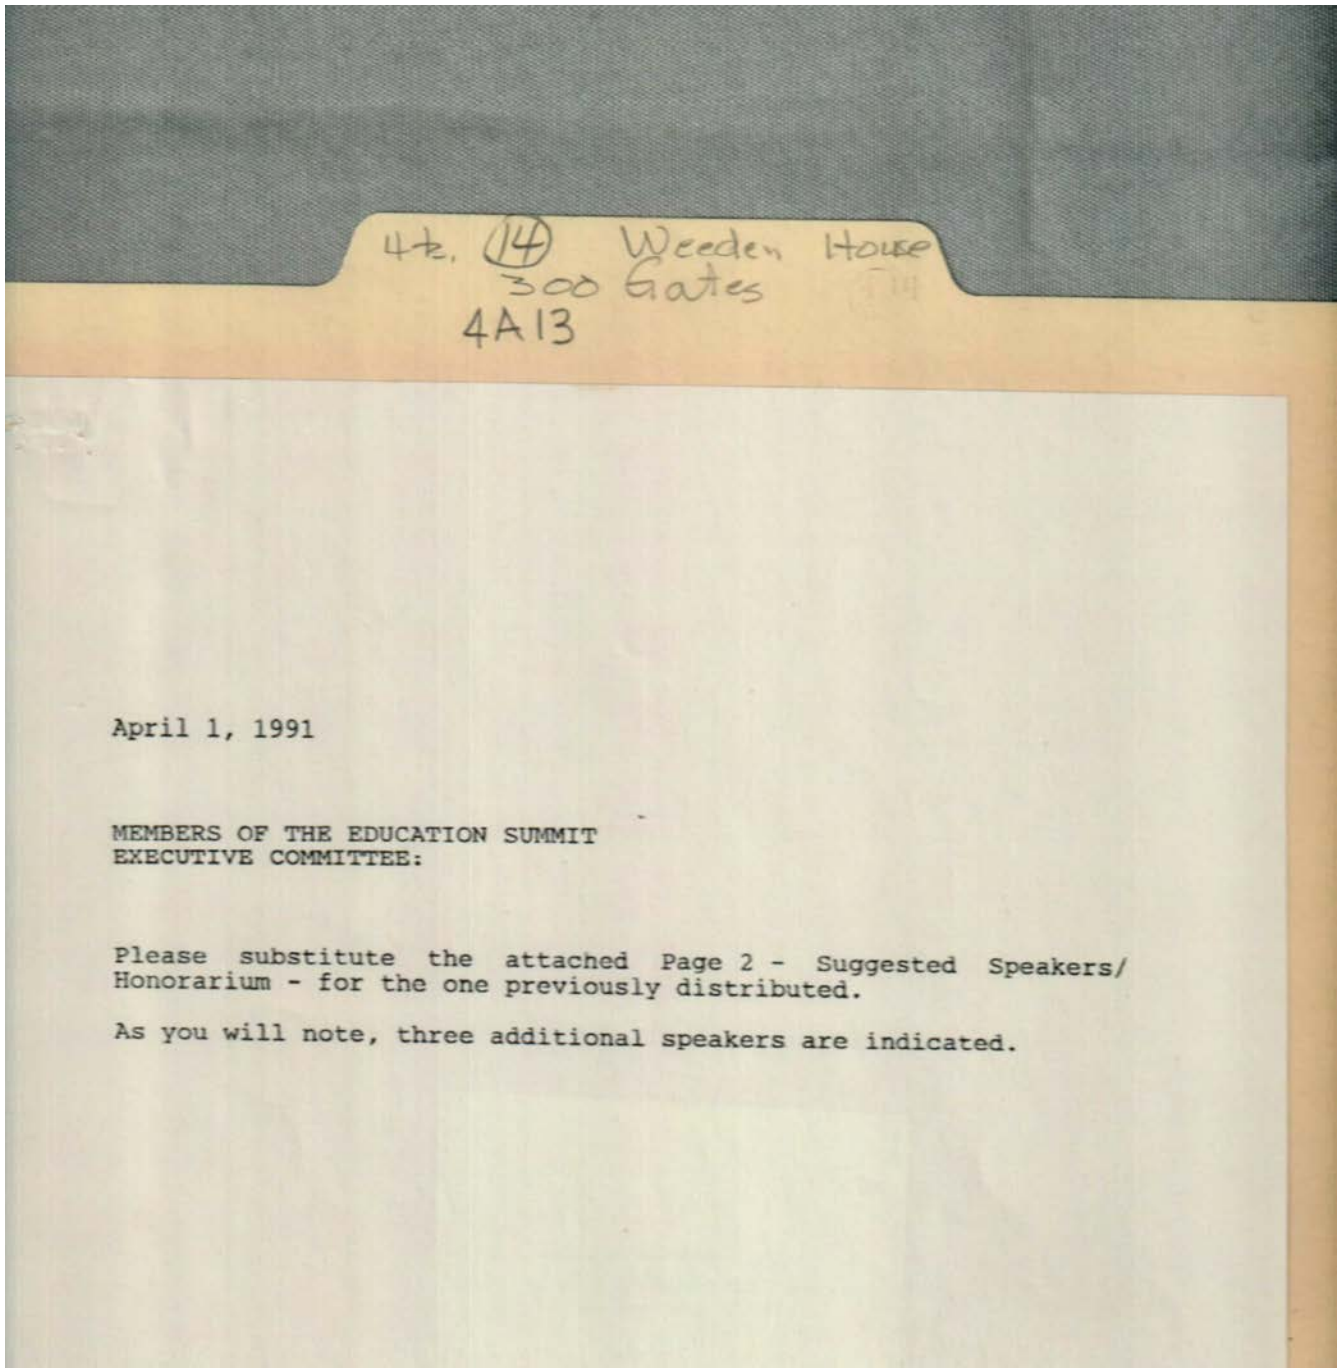 (14) Weeden House
300 Gates
4A13
April 1, 1991
MEMBERS OF THE EDUCATION SUMMIT
EXECUTIVE COMMITTEE:
Please substitute the attached Page 2 - Suggested Speakers/
Honorarium - for the one previously distributed.
As you will note, three additional speakers are indicated.